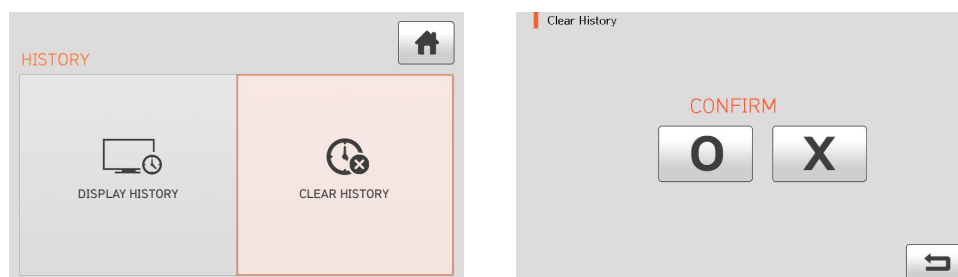 HISTORY
DISPLAY HISTORY
CLEAR HISTORY
Clear History
CONFIRM
O X